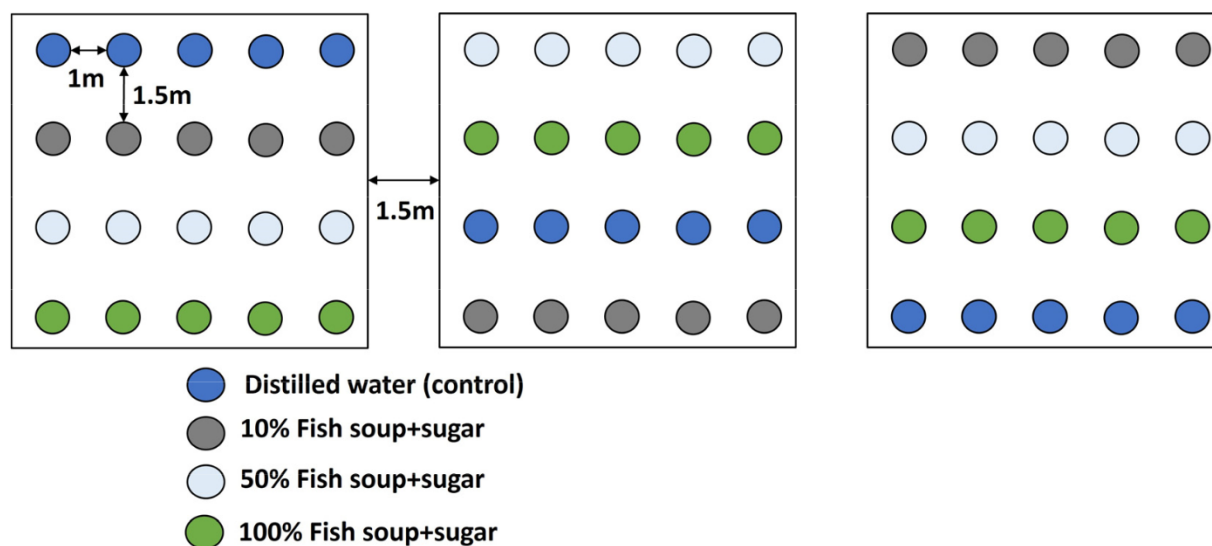 1m
1.5m
1.5m
Distilled water (control)
10% Fish soup+sugar
50% Fish soup+sugar
100% Fish soup+sugar